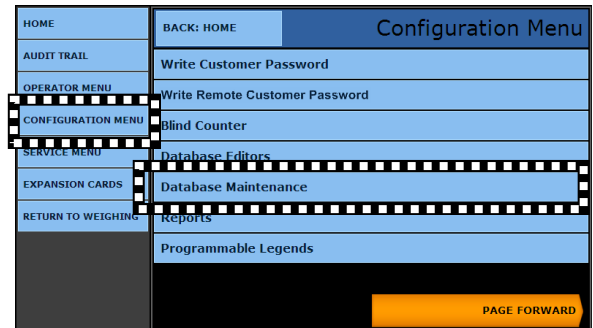 HOME
AUDIT TRAIL
OPERATOR MENU
CONFIGURATION MENU
SERVICE MENU
EXPANSION CARDS
RETURN TO WEIGHING
BACK: HOME
Configuration Menu
Write Customer Password
Write Remote Customer Password
Blind Counter
Database Editors
Database Maintenance
Reports
Programmable Legends
PAGE FORWARD